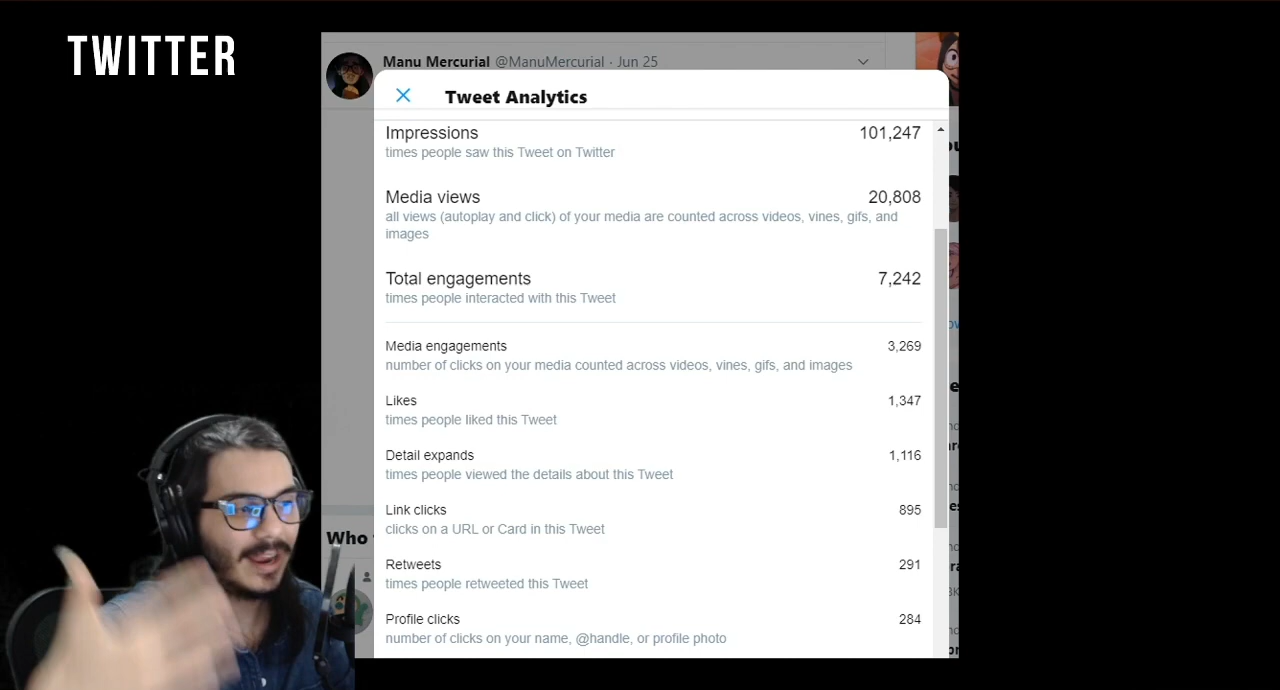 TWITTER
Manu Mercurial @ManuMercurial · Jun 25
Tweet Analytics
Impressions 101,247
times people saw this Tweet on Twitter
Media views 20,808
all views (autoplay and click) of your media are counted across videos, vines, gifs, and
images
Total engagements 7,242
times people interacted with this Tweet
Media engagements 3,269
number of clicks on your media counted across videos, vines, gifs, and images
Likes 1,347
times people liked this Tweet
Detail expands 1,116
times people viewed the details about this Tweet
Link clicks 895
clicks on a URL or Card in this Tweet
Who
Retweets 291
times people retweeted this Tweet
Profile clicks 284
number of clicks on your name, @handle, or profile photo